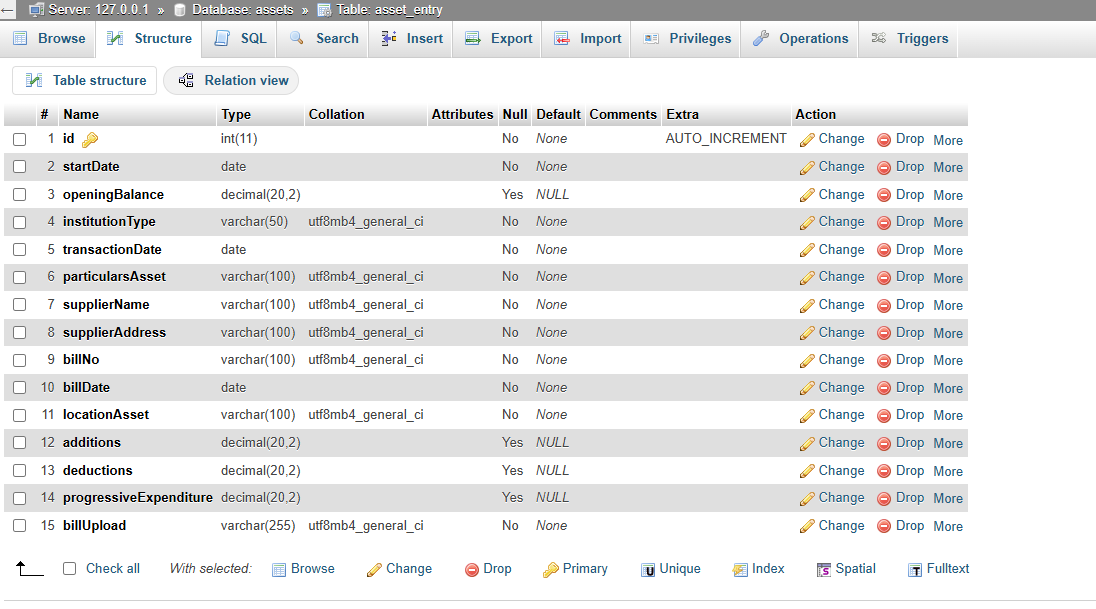 Server: 127.0.0.1 » Database: assets » Table: asset_entry
Browse Structure SQL Search Insert Export Import Privileges Operations Triggers
Table structure Relation view
# Name Type Collation Attributes Null Default Comments Extra Action
1 id int(11) No None AUTO_INCREMENT Change Drop More
2 startDate date No None Change Drop More
3 openingBalance decimal(20,2) Yes NULL Change Drop More
4 institutionType varchar(50) utf8mb4_general_ci No None Change Drop More
5 transactionDate date No None Change Drop More
6 particularsAsset varchar(100) utf8mb4_general_ci No None Change Drop More
7 supplierName varchar(100) utf8mb4_general_ci No None Change Drop More
8 supplierAddress varchar(100) utf8mb4_general_ci No None Change Drop More
9 billNo varchar(100) utf8mb4_general_ci No None Change Drop More
10 billDate date No None Change Drop More
11 locationAsset varchar(100) utf8mb4_general_ci No None Change Drop More
12 additions decimal(20,2) Yes NULL Change Drop More
13 deductions decimal(20,2) Yes NULL Change Drop More
14 progressiveExpenditure decimal(20,2) Yes NULL Change Drop More
15 billUpload varchar(255) utf8mb4_general_ci No None Change Drop More
Check all With selected: Browse Change Drop Primary Unique Index Spatial Fulltext